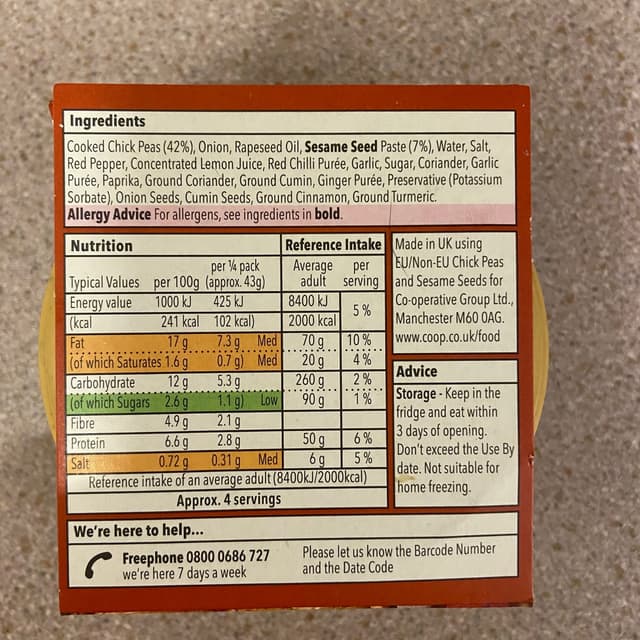 Ingredients
Cooked Chick Peas (42%), Onion, Rapeseed Oil, Sesame Seed Paste (7%), Water, Salt,
Red Pepper, Concentrated Lemon Juice, Red Chilli Purée, Garlic, Sugar, Coriander, Garlic
Purée, Paprika, Ground Coriander, Ground Cumin, Ginger Purée, Preservative (Potassium
Sorbate), Onion Seeds, Cumin Seeds, Ground Cinnamon, Ground Turmeric.
Allergy Advice For allergens, see ingredients in bold.
Nutrition Reference Intake
per ¼ pack Average per
Typical Values per 100g (approx. 43g) adult serving
Energy value 1000 kJ 425 kJ 8400 kJ 5 %
(kcal 241 kcal 102 kcal) 2000 kcal
Fat 17 g 7.3 g Med 70 g 10 %
(of which Saturates 1.6 g 0.7 g) Med 20 g 4 %
Carbohydrate 12 g 5.3 g 260 g 2 %
(of which Sugars 2.6 g 1.1 g) Low 90 g 1 %
Fibre 4.9 g 2.1 g
Protein 6.6 g 2.8 g 50 g 6 %
Salt 0.72 g 0.31 g Med 6 g 5 %
Reference intake of an average adult (8400kJ/2000kcal)
Approx. 4 servings
Made in UK using
EU/Non-EU Chick Peas
and Sesame Seeds for
Co-operative Group Ltd.,
Manchester M60 0AG.
www.coop.co.uk/food
Advice
Storage - Keep in the
fridge and eat within
3 days of opening.
Don't exceed the Use By
date. Not suitable for
home freezing.
We're here to help...
Freephone 0800 0686 727
we're here 7 days a week
Please let us know the Barcode Number
and the Date Code